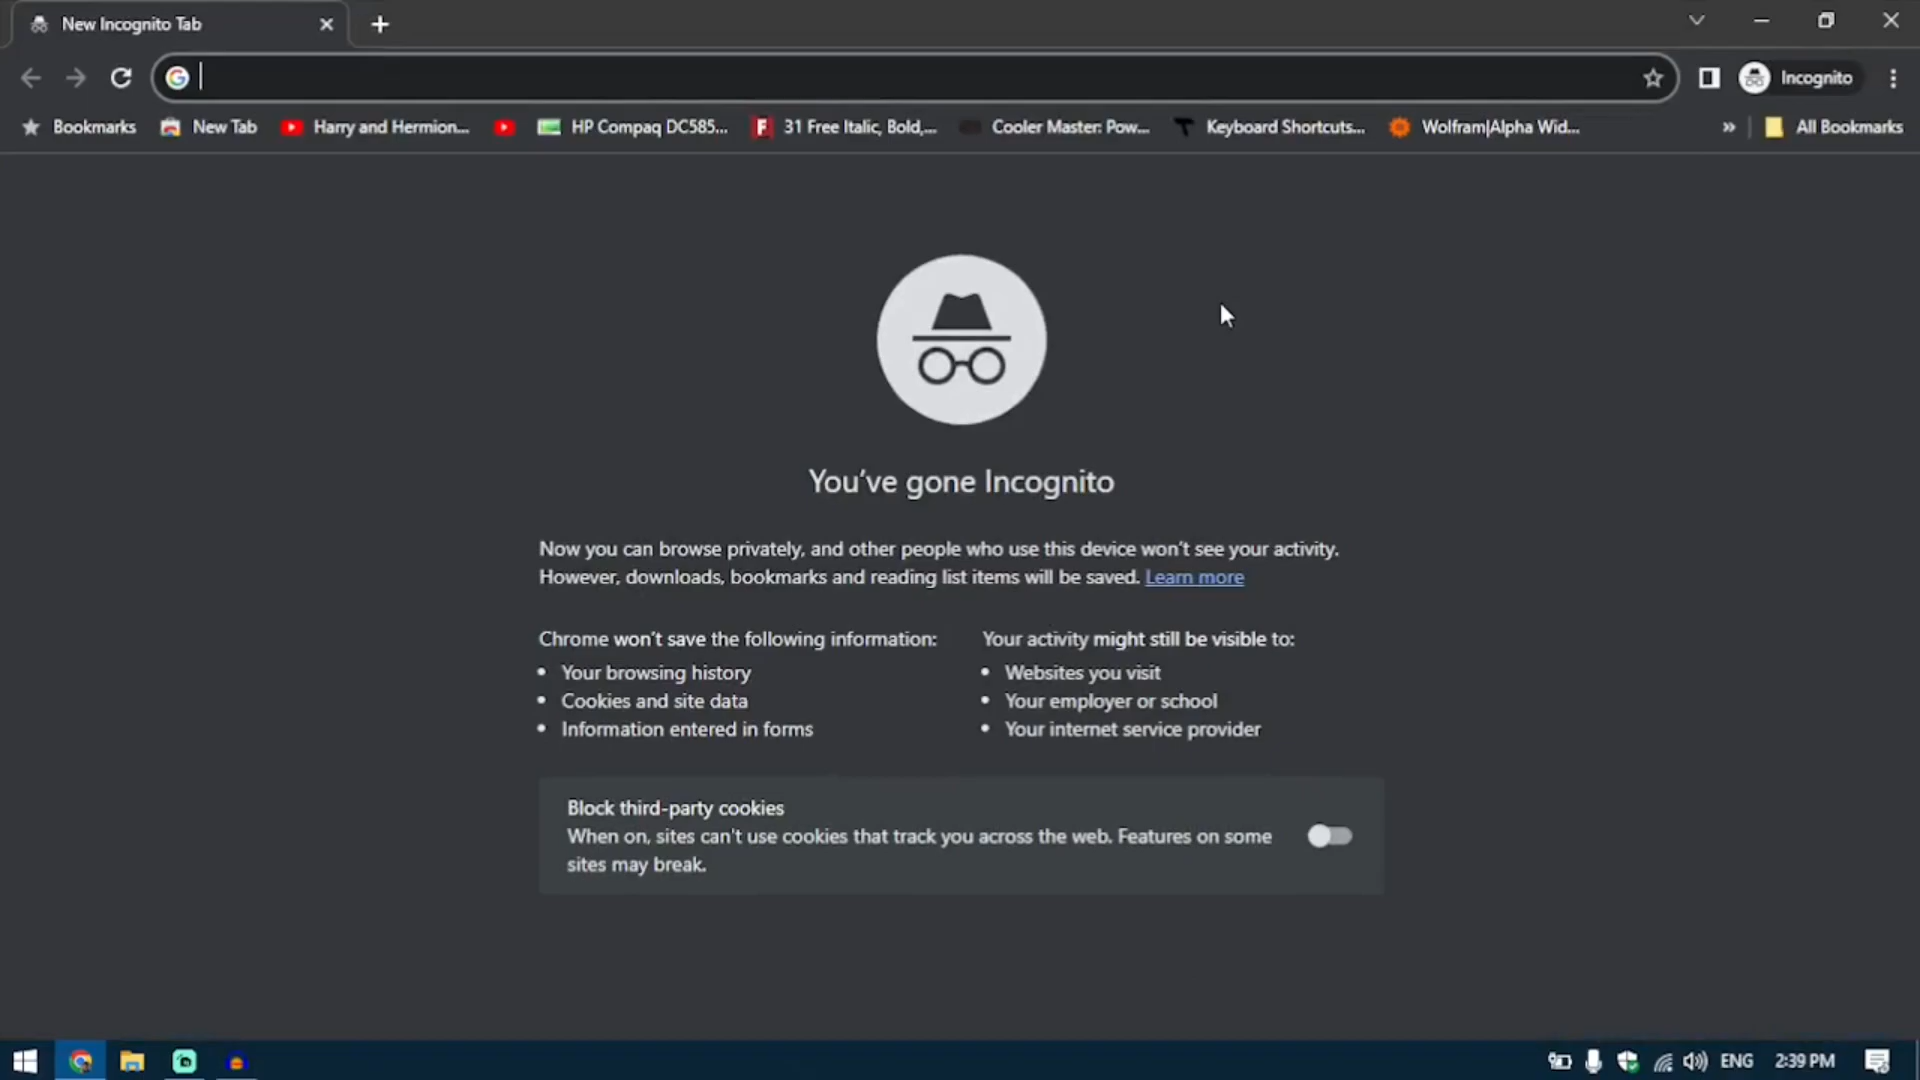 New Incognito Tab
Incognito
Bookmarks New Tab Harry and Hermion... HP Compaq DC585... 31 Free Italic, Bold,... Cooler Master: Pow... Keyboard Shortcuts... Wolfram|Alpha Wid... » All Bookmarks
You've gone Incognito
Now you can browse privately, and other people who use this device won't see your activity.
However, downloads, bookmarks and reading list items will be saved. Learn more
Chrome won't save the following information:
• Your browsing history
• Cookies and site data
• Information entered in forms
Your activity might still be visible to:
• Websites you visit
• Your employer or school
• Your internet service provider
Block third-party cookies
When on, sites can't use cookies that track you across the web. Features on some
sites may break.
ENG 2:39 PM